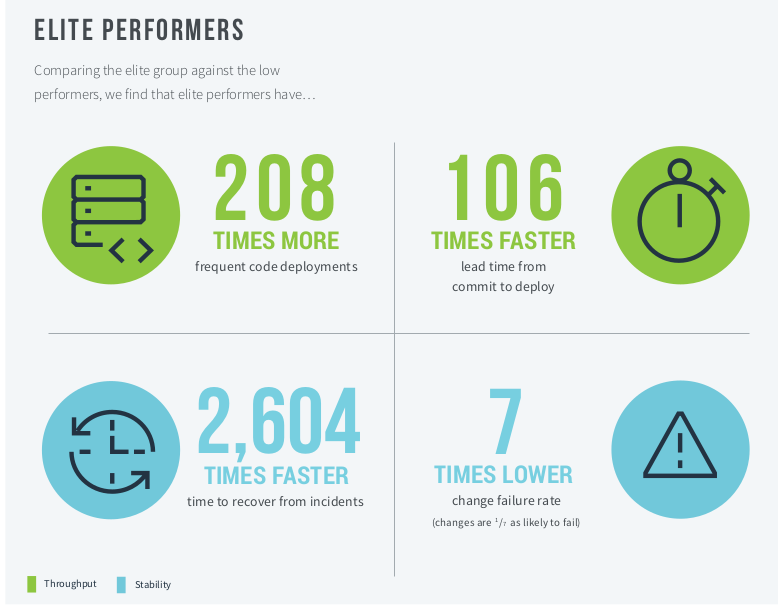 ELITE PERFORMERS
Comparing the elite group against the low
performers, we find that elite performers have...
208
TIMES MORE
frequent code deployments
106
TIMES FASTER
lead time from
commit to deploy
2,604
TIMES FASTER
time to recover from incidents
7
TIMES LOWER
change failure rate
(changes are 1/7 as likely to fail)
Throughput
Stability